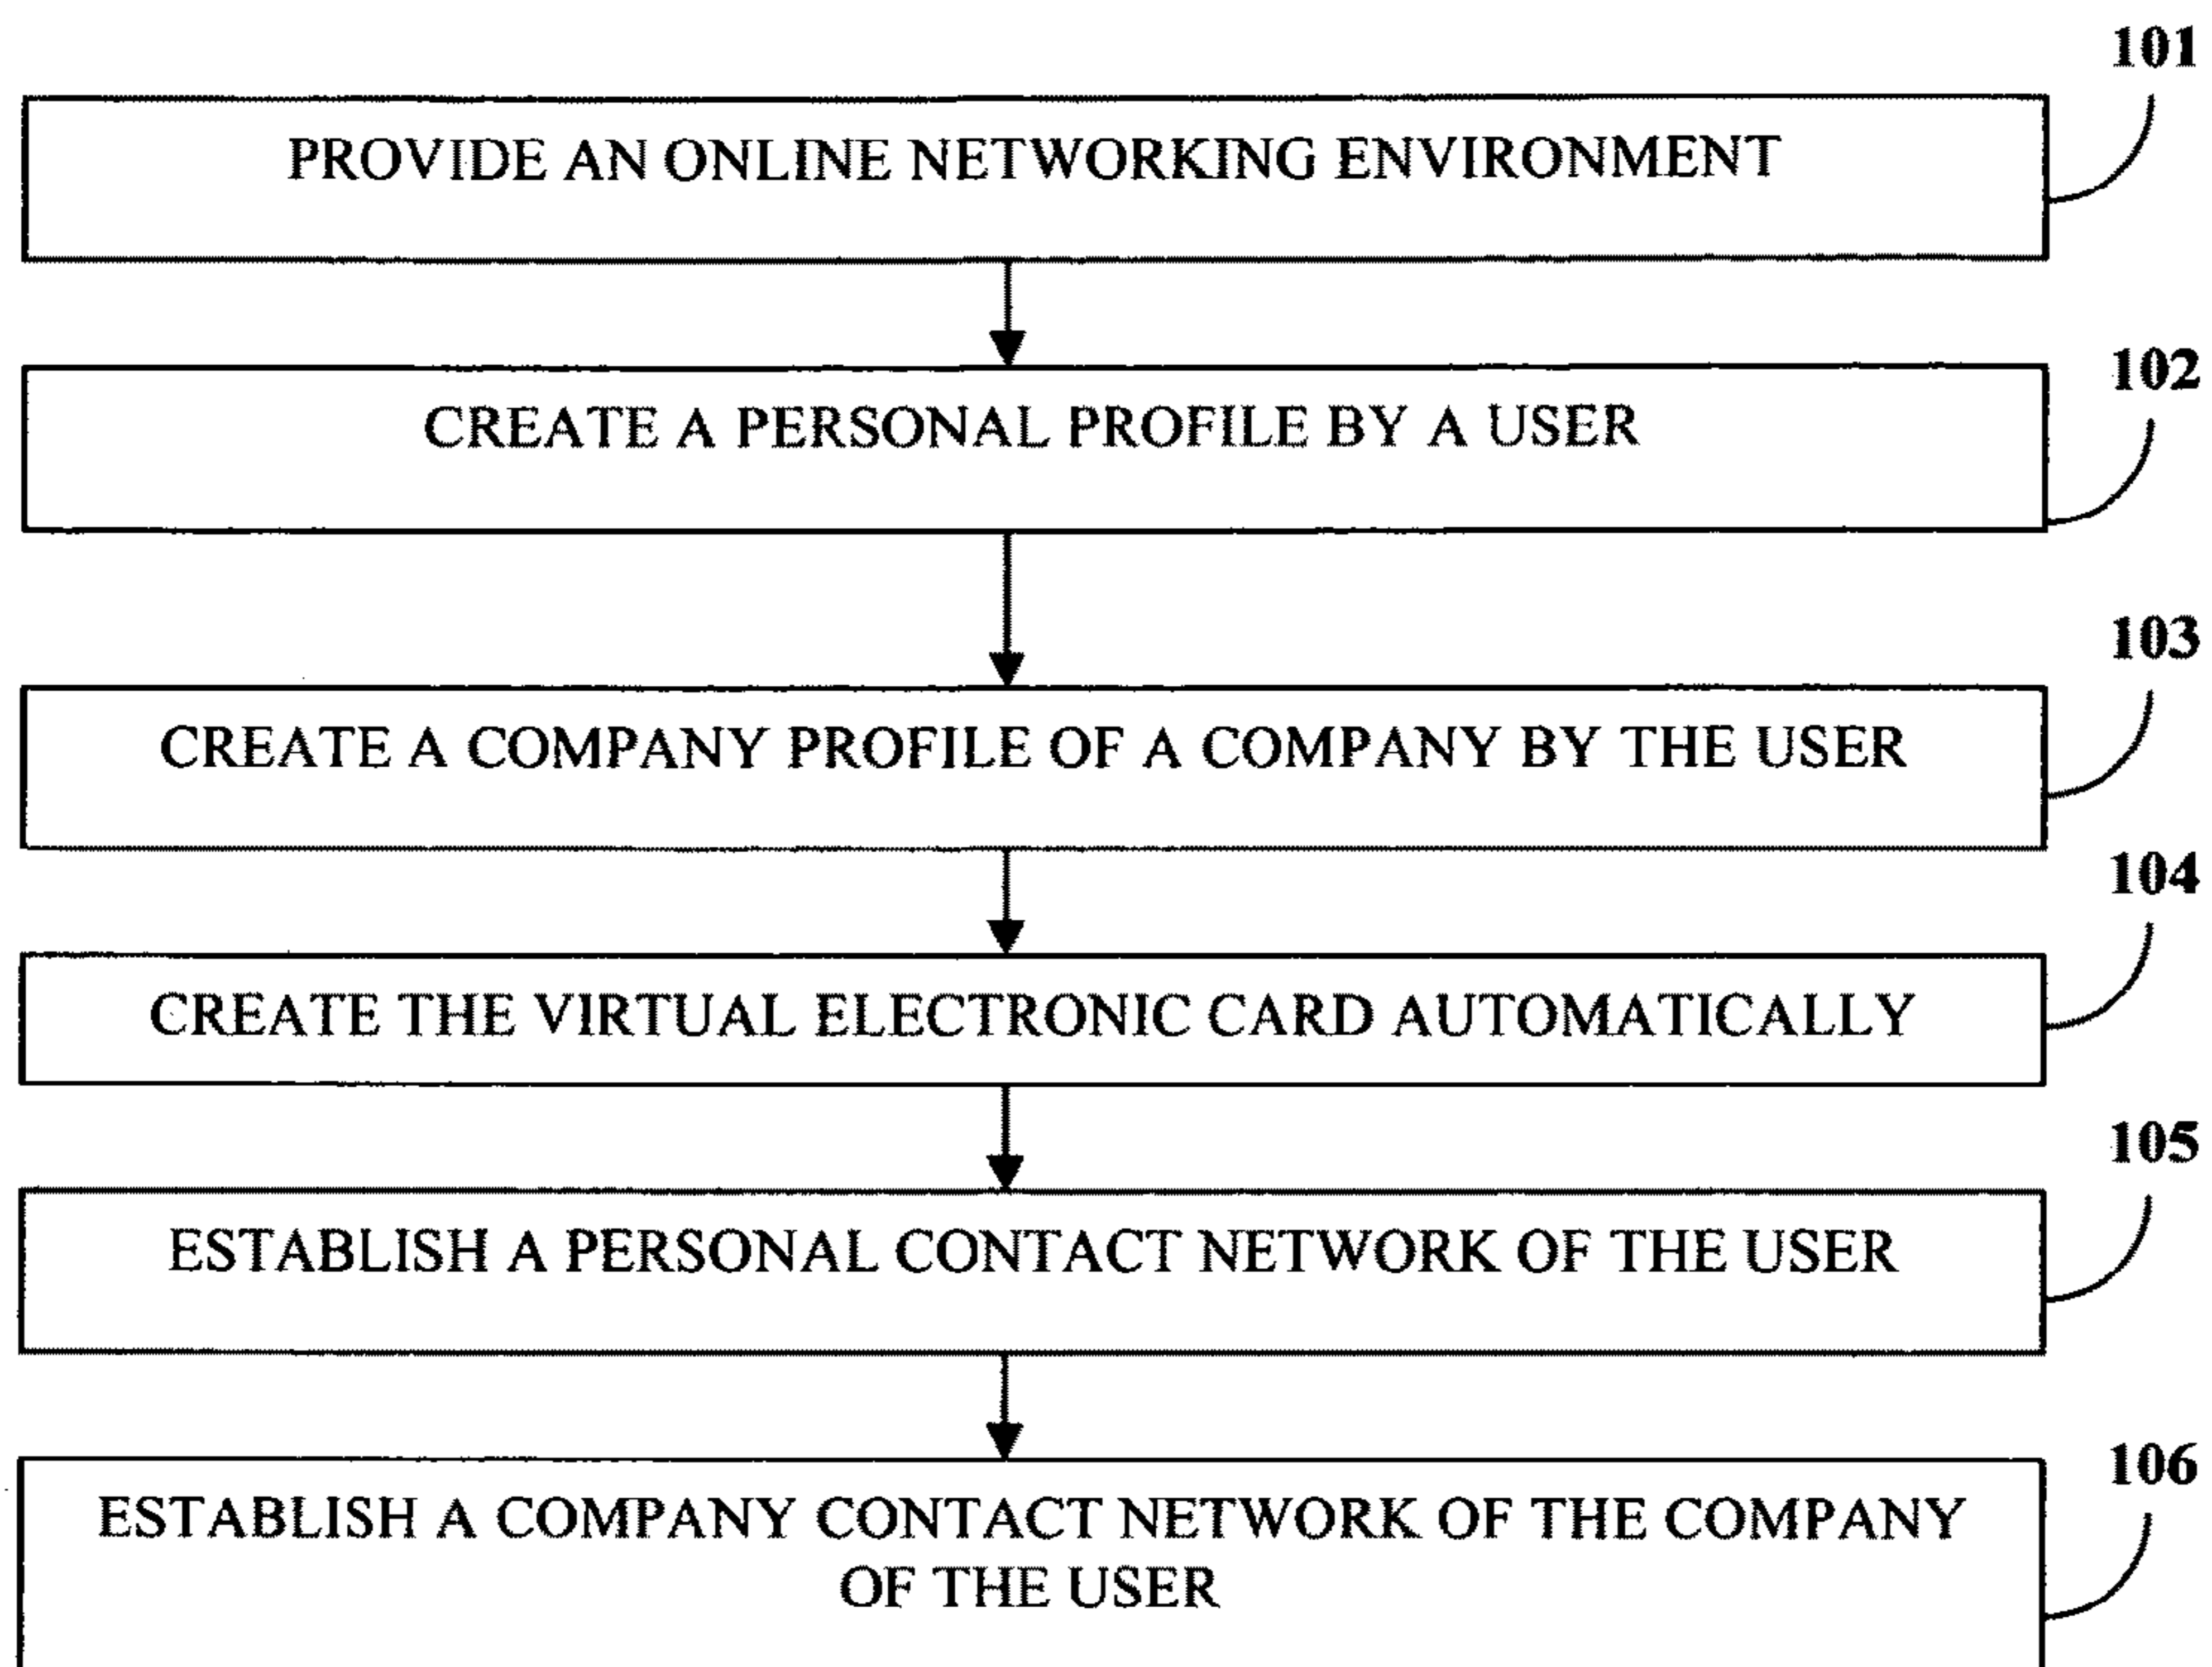 101
PROVIDE AN ONLINE NETWORKING ENVIRONMENT
102
CREATE A PERSONAL PROFILE BY A USER
103
CREATE A COMPANY PROFILE OF A COMPANY BY THE USER
104
CREATE THE VIRTUAL ELECTRONIC CARD AUTOMATICALLY
105
ESTABLISH A PERSONAL CONTACT NETWORK OF THE USER
106
ESTABLISH A COMPANY CONTACT NETWORK OF THE COMPANY
OF THE USER